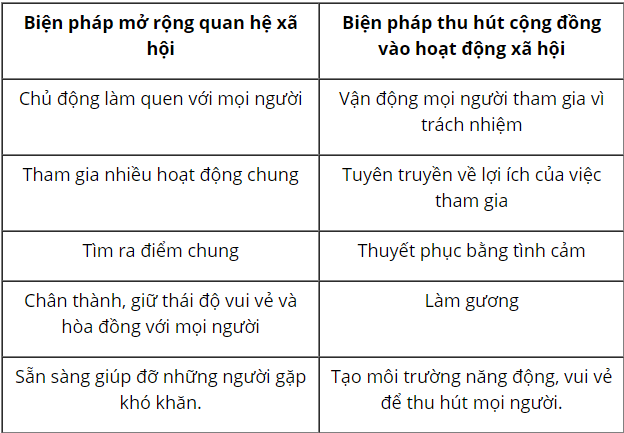 Biện pháp mở rộng quan hệ xã
hội
Biện pháp thu hút cộng đồng
vào hoạt động xã hội
Chủ động làm quen với mọi người
Vận động mọi người tham gia vì
trách nhiệm
Tham gia nhiều hoạt động chung
Tuyên truyền về lợi ích của việc
tham gia
Tìm ra điểm chung
Thuyết phục bằng tình cảm
Chân thành, giữ thái độ vui vẻ và
hòa đồng với mọi người
Làm gương
Sẵn sàng giúp đỡ những người gặp
khó khăn.
Tạo môi trường năng động, vui vẻ
để thu hút mọi người.